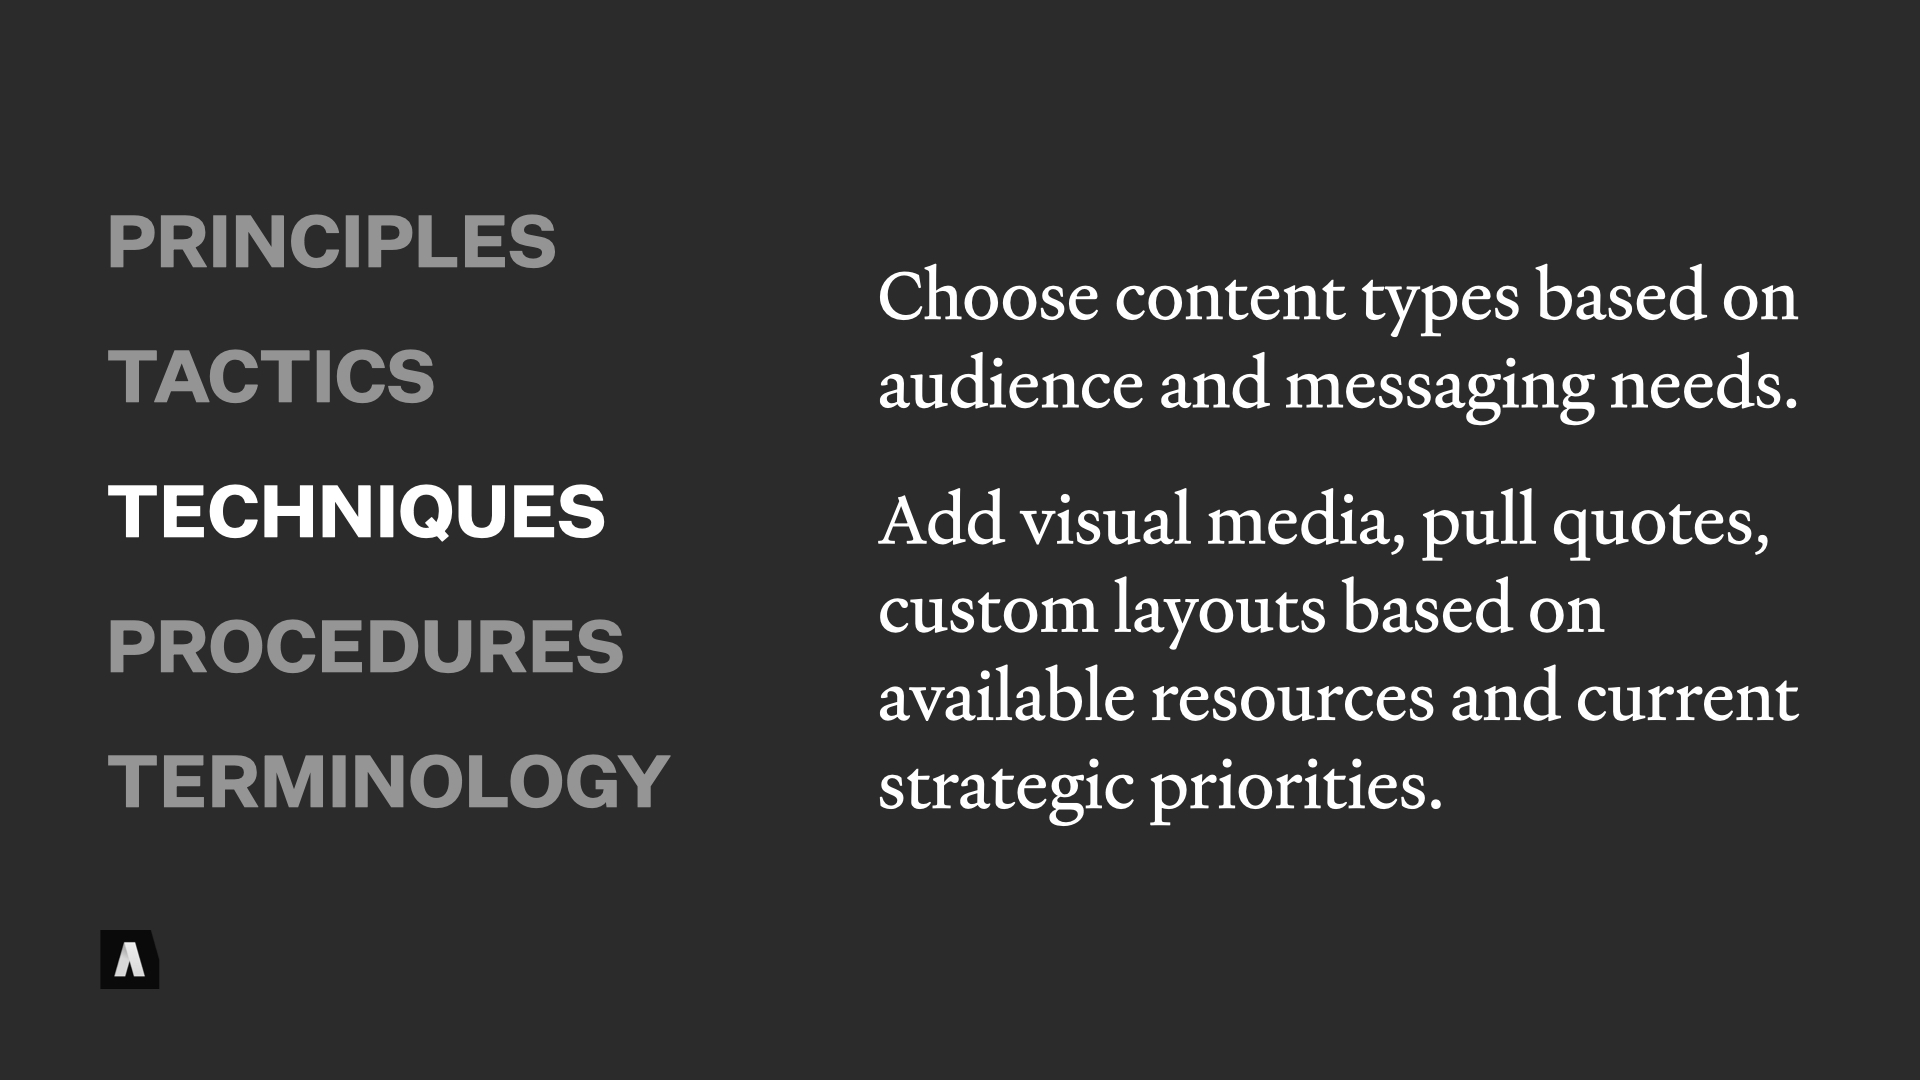 PRINCIPLES
TACTICS
TECHNIQUES
PROCEDURES
TERMINOLOGY
Choose content types based on
audience and messaging needs.
Add visual media, pull quotes,
custom layouts based on
available resources and current
strategic priorities.